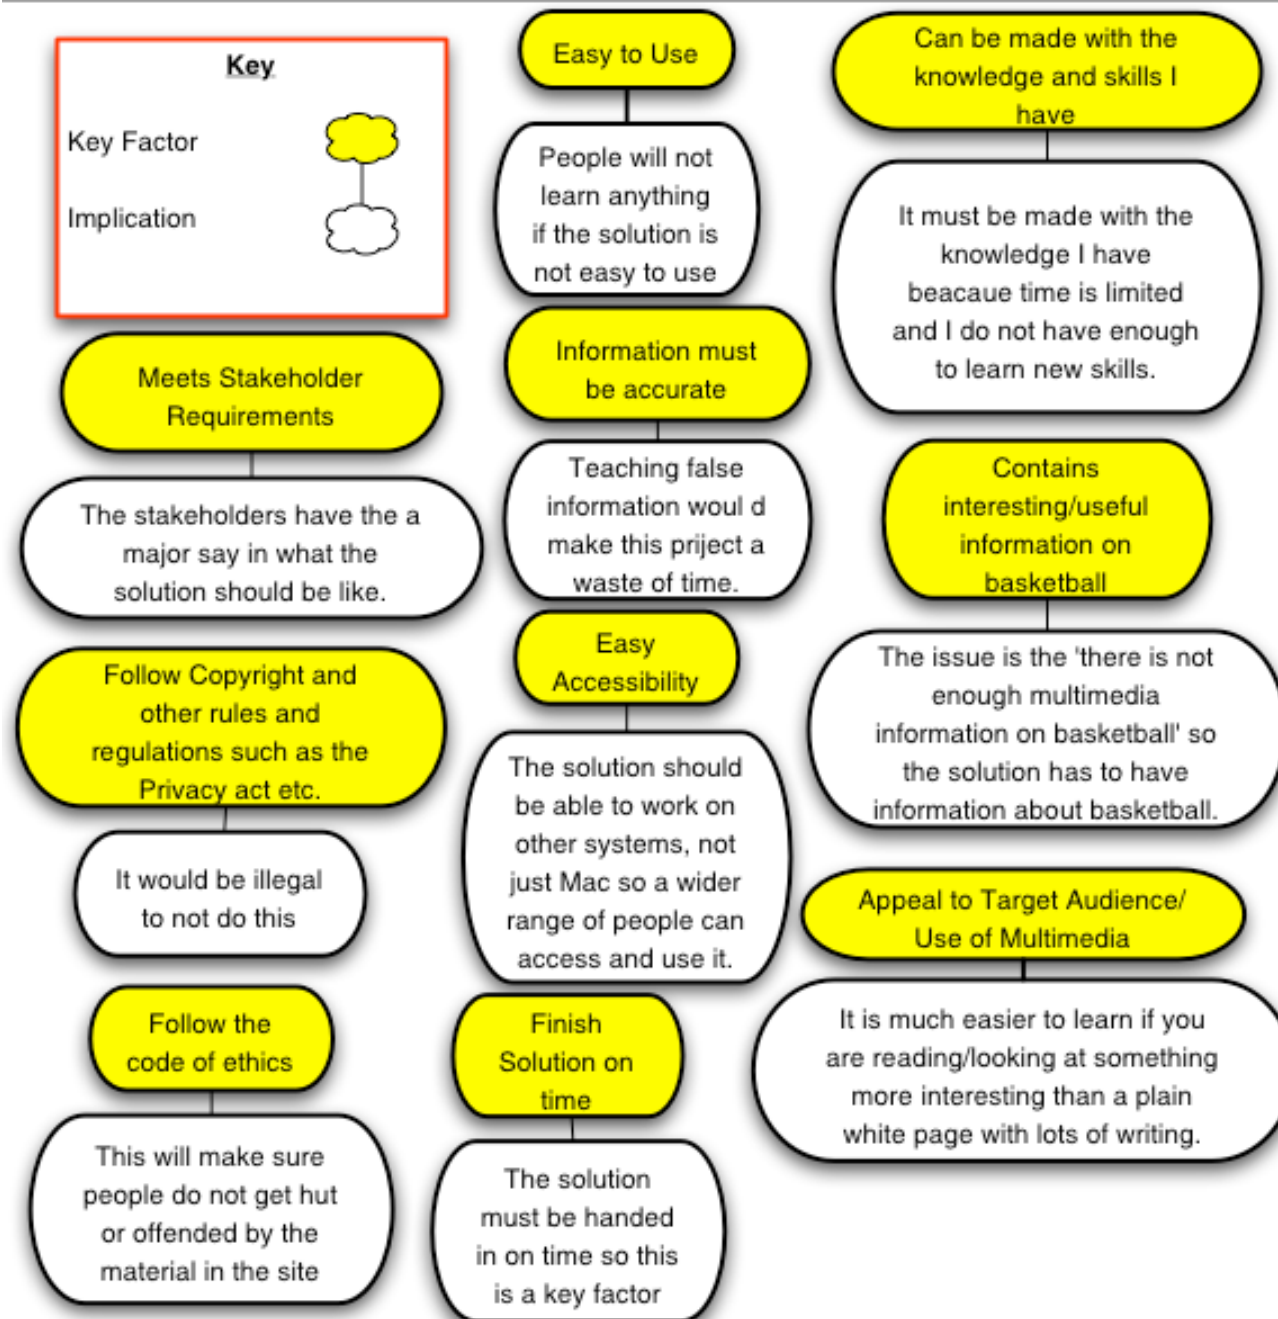 Key
Key Factor
Implication
Meets Stakeholder
Requirements
The stakeholders have the a
major say in what the
solution should be like.
Follow Copyright and
other rules and
regulations such as the
Privacy act etc.
It would be illegal
to not do this
Follow the
code of ethics
This will make sure
people do not get hut
or offended by the
material in the site
Easy to Use
People will not
learn anything
if the solution is
not easy to use
Information must
be accurate
Teaching false
information woul d
make this priject a
waste of time.
Easy
Accessibility
The solution should
be able to work on
other systems, not
just Mac so a wider
range of people can
access and use it.
Finish
Solution on
time
The solution
must be handed
in on time so this
is a key factor
Can be made with the
knowledge and skills I
have
It must be made with the
knowledge I have
beacaue time is limited
and I do not have enough
to learn new skills.
Contains
interesting/useful
information on
basketball
The issue is the 'there is not
enough multimedia
information on basketball' so
the solution has to have
information about basketball.
Appeal to Target Audience/
Use of Multimedia
It is much easier to learn if you
are reading/looking at something
more interesting than a plain
white page with lots of writing.